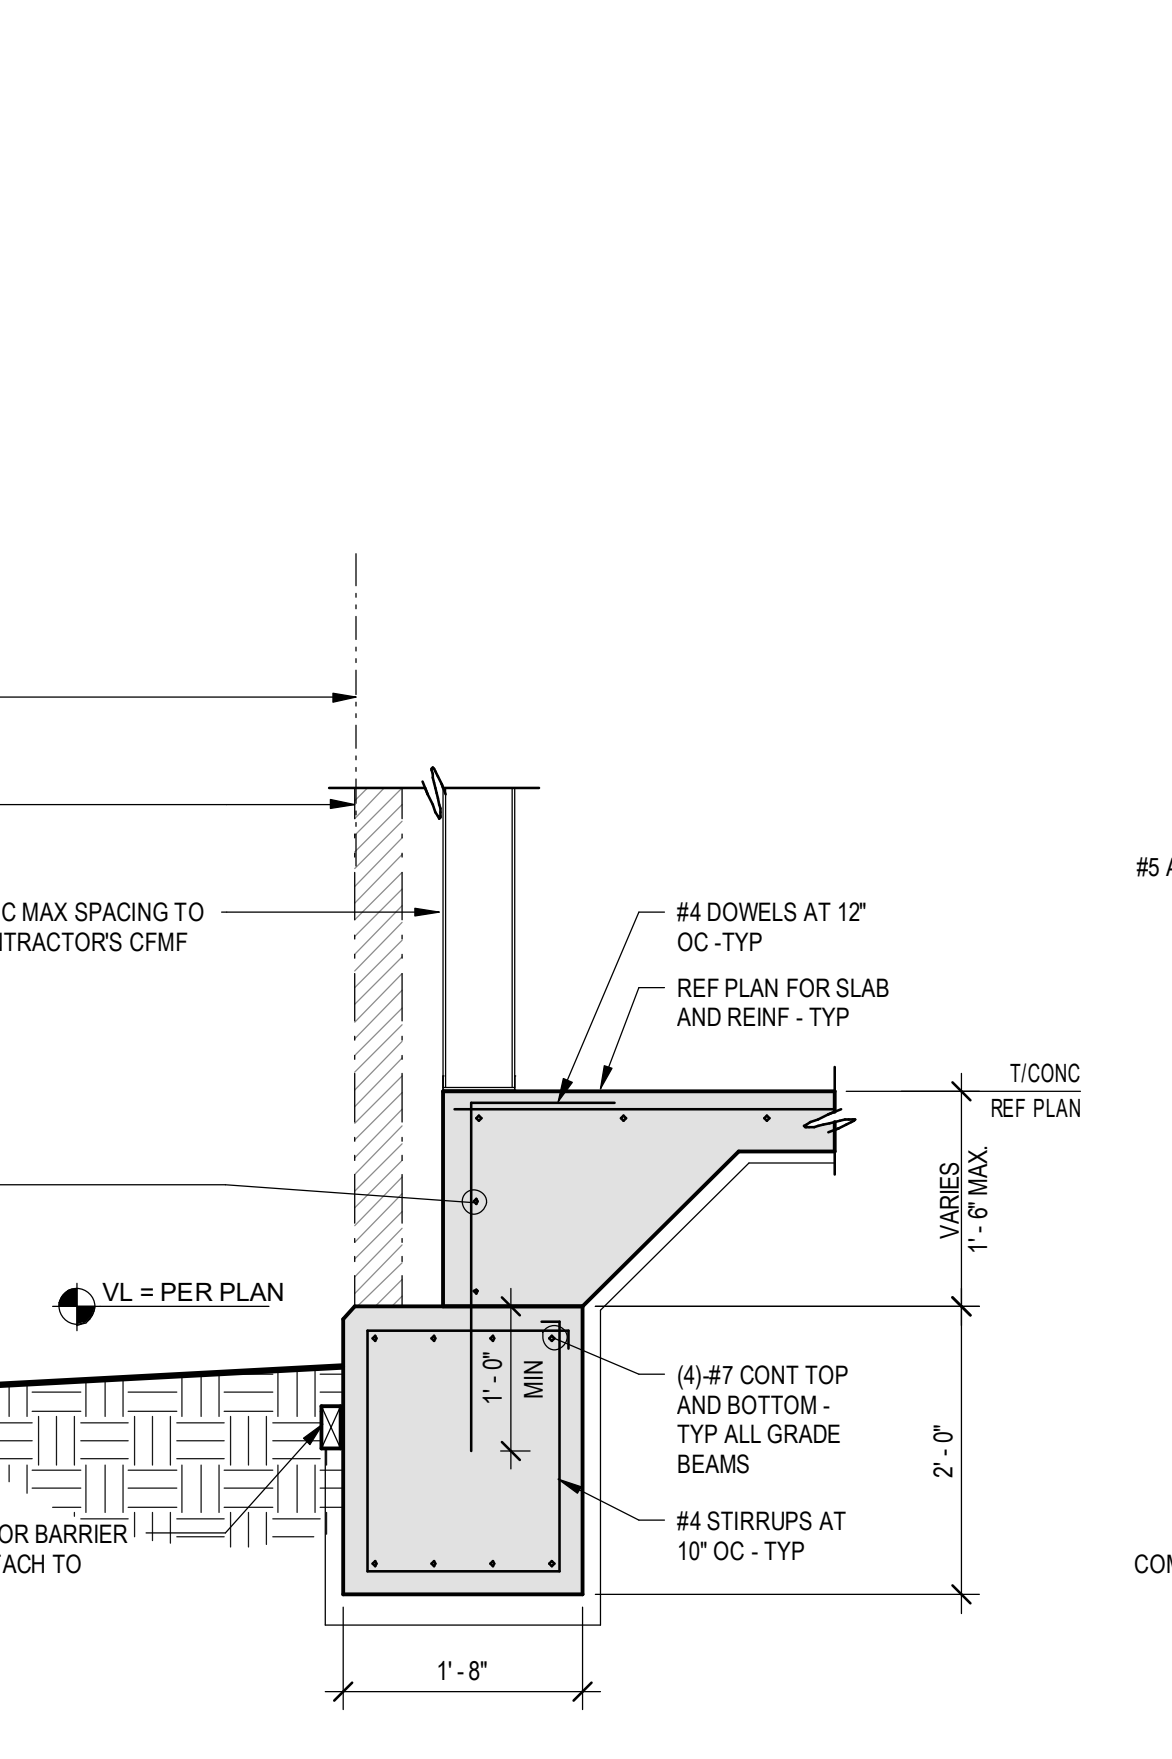 #5 A
C MAX SPACING TO
NTRACTOR'S CFMF
#4 DOWELS AT 12"
OC -TYP
REF PLAN FOR SLAB
AND REINF - TYP
T/CONC
REF PLAN
VARIES
1' - 6" MAX.
VL = PER PLAN
1' - 0"
MIN
(4)-#7 CONT TOP
AND BOTTOM -
TYP ALL GRADE
BEAMS
2' - 0"
#4 STIRRUPS AT
10" OC - TYP
OR BARRIER
TACH TO
COM
1' - 8"